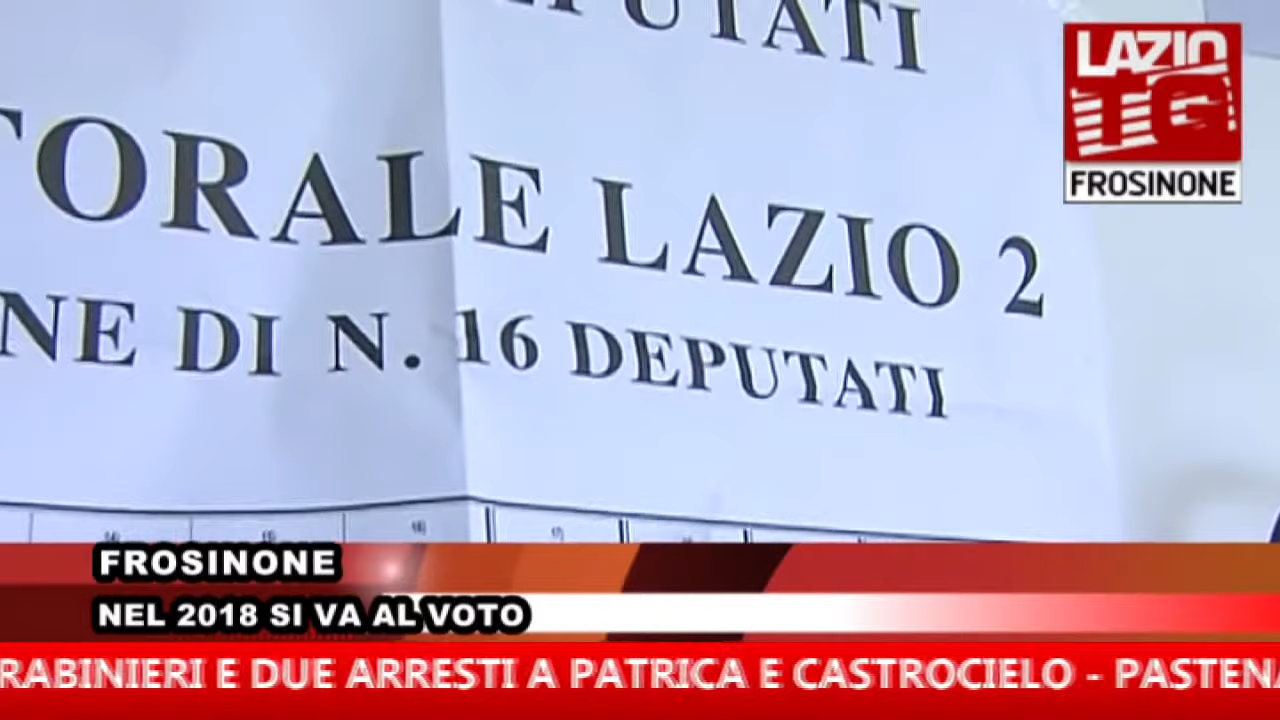 DEPUTATI
TORALE LAZIO 2
NE DI N. 16 DEPUTATI
LAZIO
TG
FROSINONE
FROSINONE
NEL 2018 SI VA AL VOTO
RABINIERI E DUE ARRESTI A PATRICA E CASTROCIELO - PASTENA